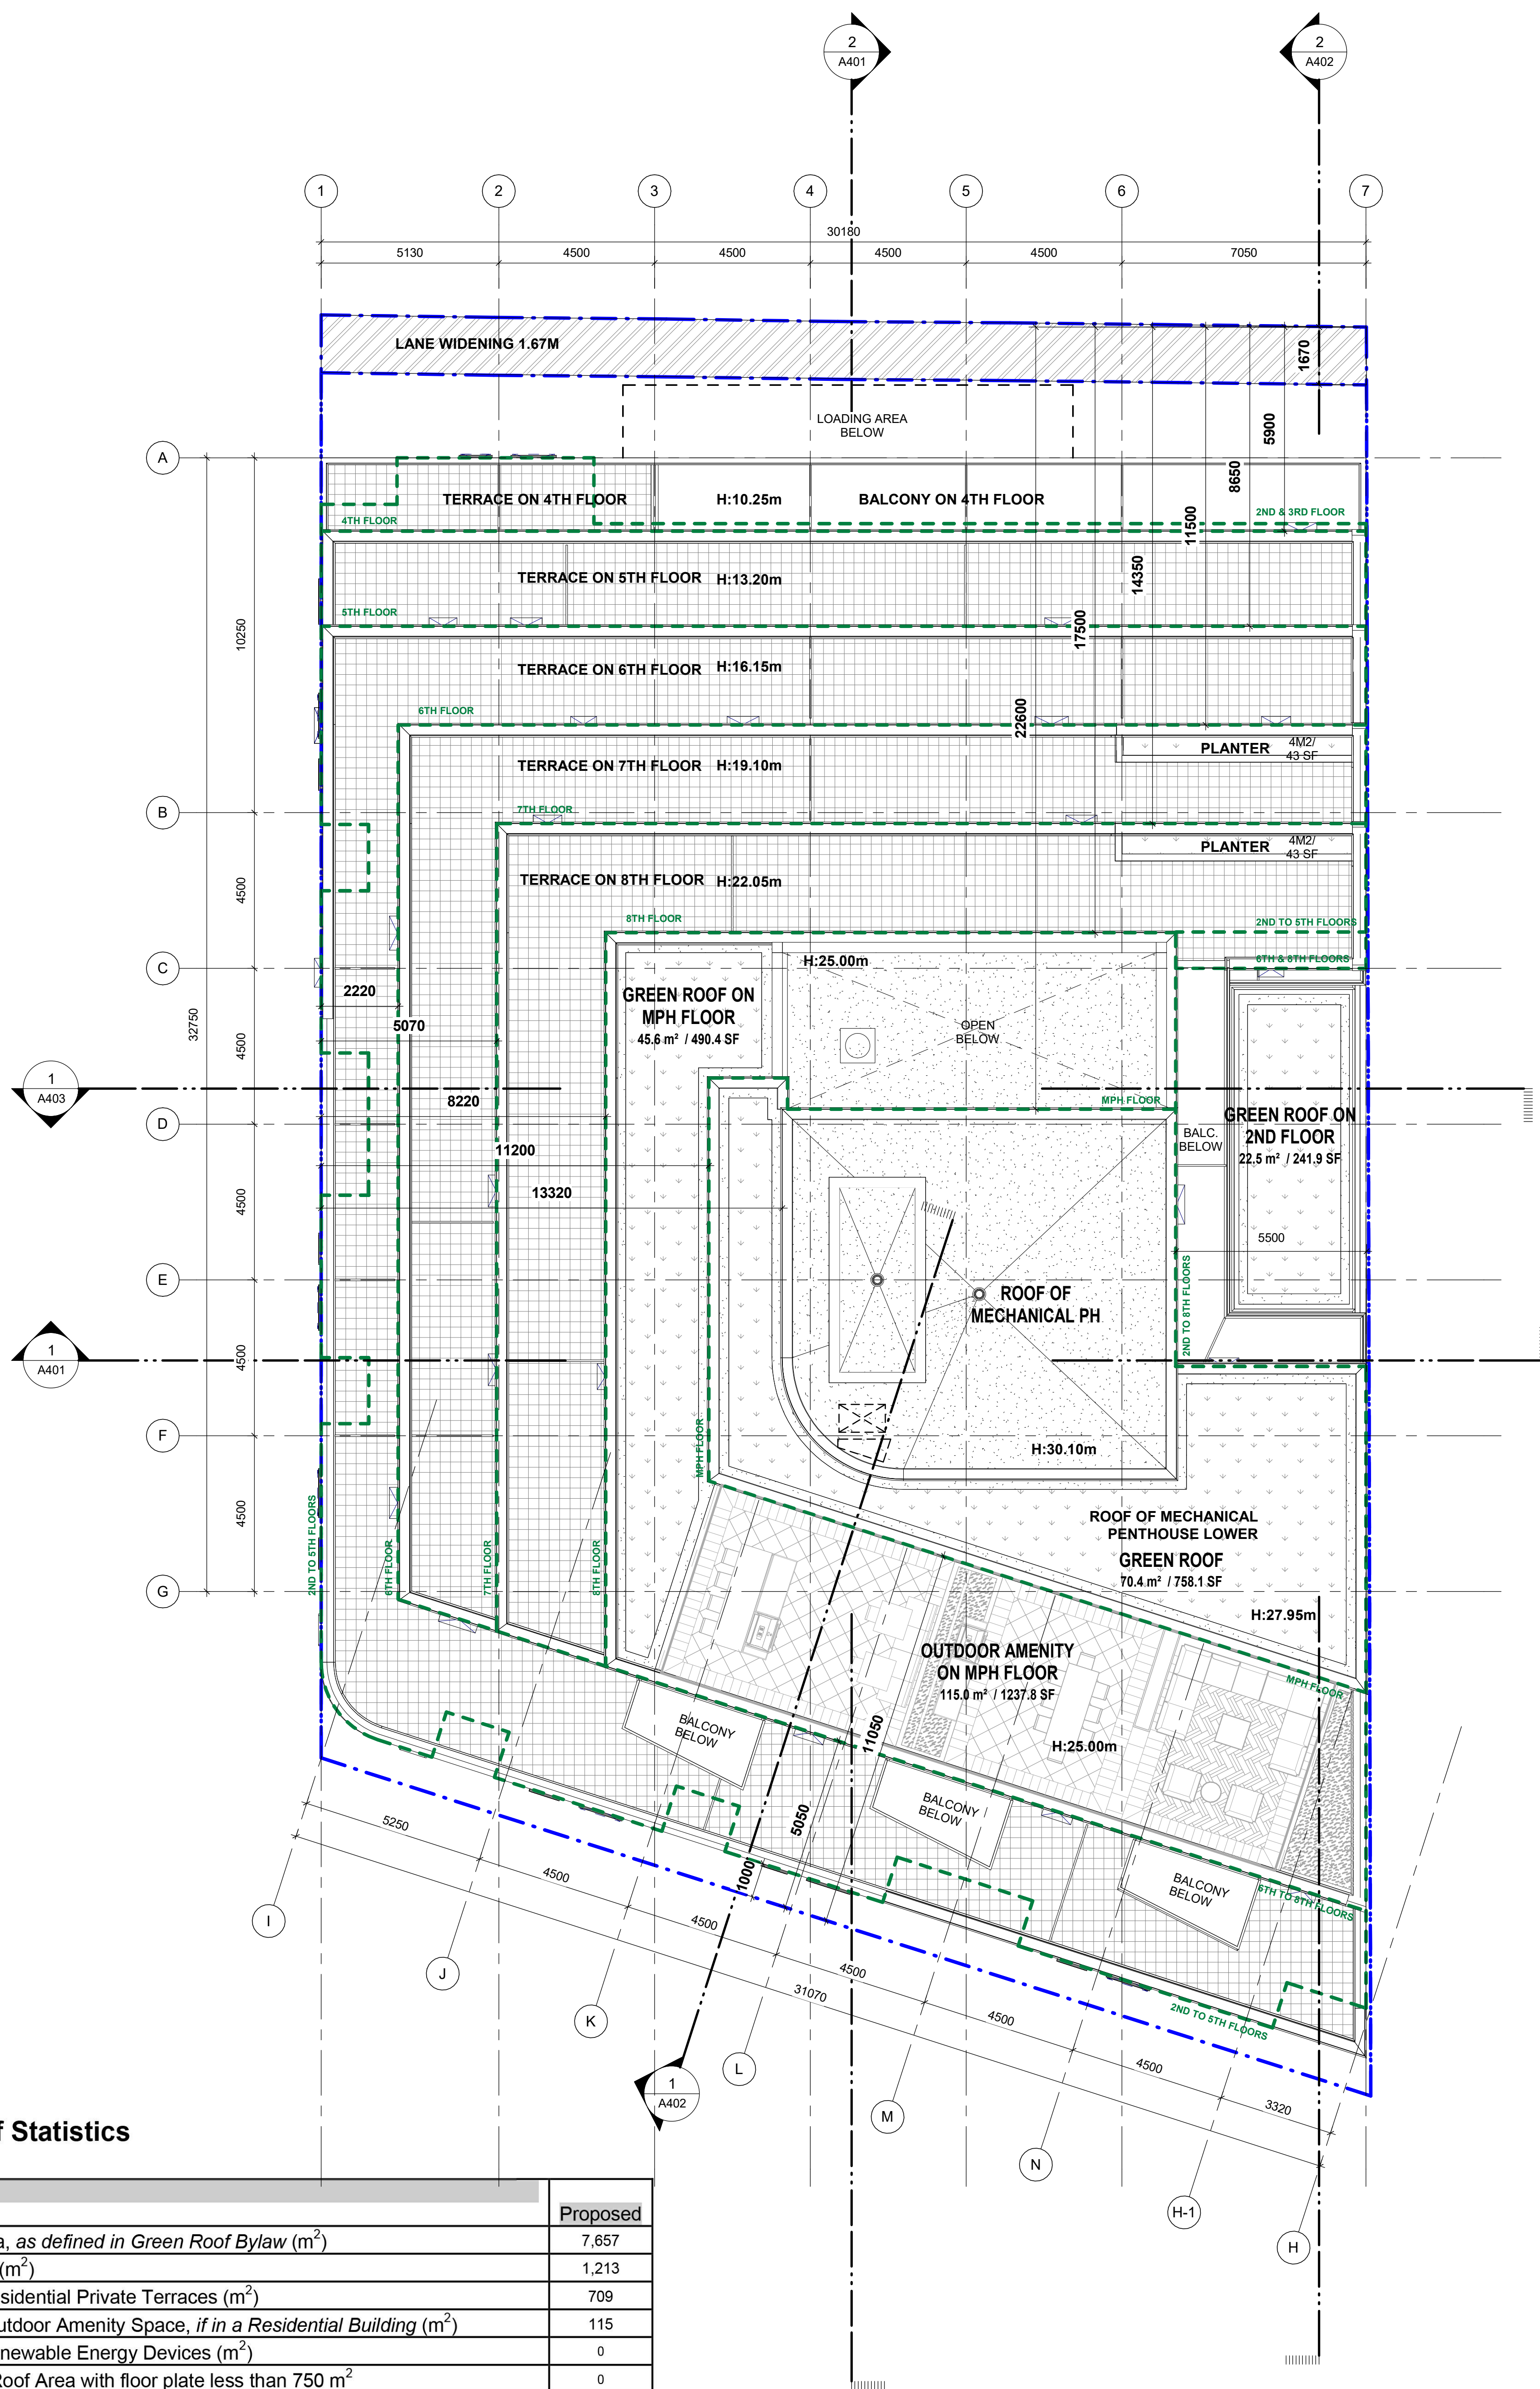 2
A401
2
A402
1
2
3
4
5
6
7
30180
5130
4500
4500
4500
4500
7050
LANE WIDENING 1.67M
1670
LOADING AREA
BELOW
5900
A
8650
TERRACE ON 4TH FLOOR
H:10.25m
BALCONY ON 4TH FLOOR
4TH FLOOR
2ND & 3RD FLOOR
11500
TERRACE ON 5TH FLOOR
H:13.20m
14350
5TH FLOOR
17500
10250
TERRACE ON 6TH FLOOR
H:16.15m
6TH FLOOR
22600
PLANTER
4M2/
43 SF
TERRACE ON 7TH FLOOR
H:19.10m
7TH FLOOR
B
PLANTER
4M2/
43 SF
TERRACE ON 8TH FLOOR
H:22.05m
4500
8TH FLOOR
2ND TO 5TH FLOORS
6TH & 8TH FLOORS
C
H:25.00m
2220
GREEN ROOF ON
MPH FLOOR
45.6 m² / 490.4 SF
5070
OPEN
BELOW
32750
4500
1
A403
8220
MPH FLOOR
GREEN ROOF ON
2ND FLOOR
22.5 m² / 241.9 SF
D
BALC.
BELOW
11200
13320
4500
5500
E
2ND TO 8TH FLOORS
ROOF OF
MECHANICAL PH
1
A401
4500
F
MPH FLOOR
H:30.10m
4500
ROOF OF MECHANICAL
PENTHOUSE LOWER
GREEN ROOF
70.4 m² / 758.1 SF
2ND TO 5TH FLOORS
6TH FLOOR
7TH FLOOR
8TH FLOOR
G
H:27.95m
OUTDOOR AMENITY
ON MPH FLOOR
115.0 m² / 1237.8 SF
MPH FLOOR
H:25.00m
BALCONY
BELOW
11050
BALCONY
BELOW
5050
1000
BALCONY
BELOW
6TH TO 8TH FLOORS
2ND TO 5TH FLOORS
5250
4500
4500
4500
31070
4500
4500
3320
I
J
K
L
M
N
H-1
H
1
A402
f Statistics
Proposed
a, as defined in Green Roof Bylaw (m²)
7,657
(m²)
1,213
sidential Private Terraces (m²)
709
utdoor Amenity Space, if in a Residential Building (m²)
115
newable Energy Devices (m²)
0
Roof Area with floor plate less than 750 m²
0